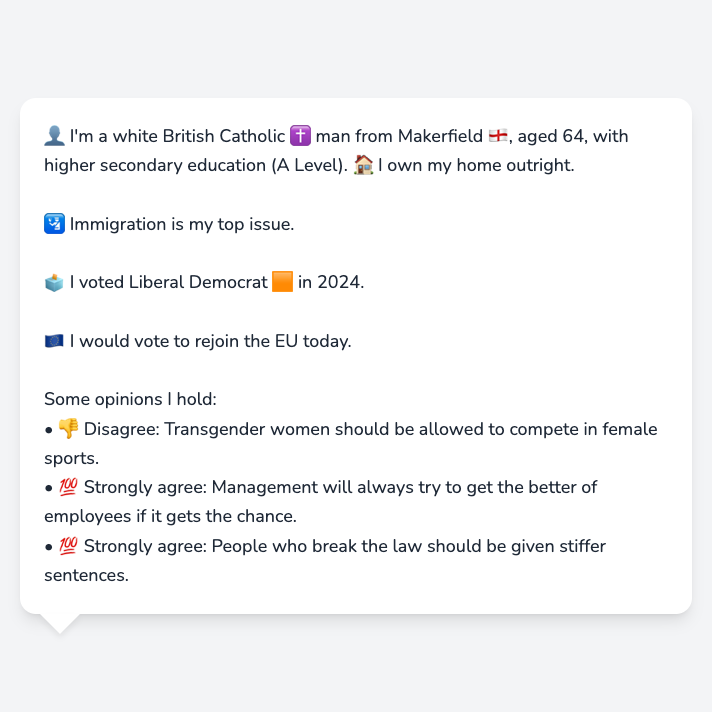 👤 I'm a white British Catholic ✝️ man from Makerfield 🏴󠁧󠁢󠁥󠁮󠁧󠁿, aged 64, with
higher secondary education (A Level). 🏠 I own my home outright.
🛂 Immigration is my top issue.
🗳️ I voted Liberal Democrat 🟧 in 2024.
🇪🇺 I would vote to rejoin the EU today.
Some opinions I hold:
• 👎 Disagree: Transgender women should be allowed to compete in female
sports.
• 💯 Strongly agree: Management will always try to get the better of
employees if it gets the chance.
• 💯 Strongly agree: People who break the law should be given stiffer
sentences.